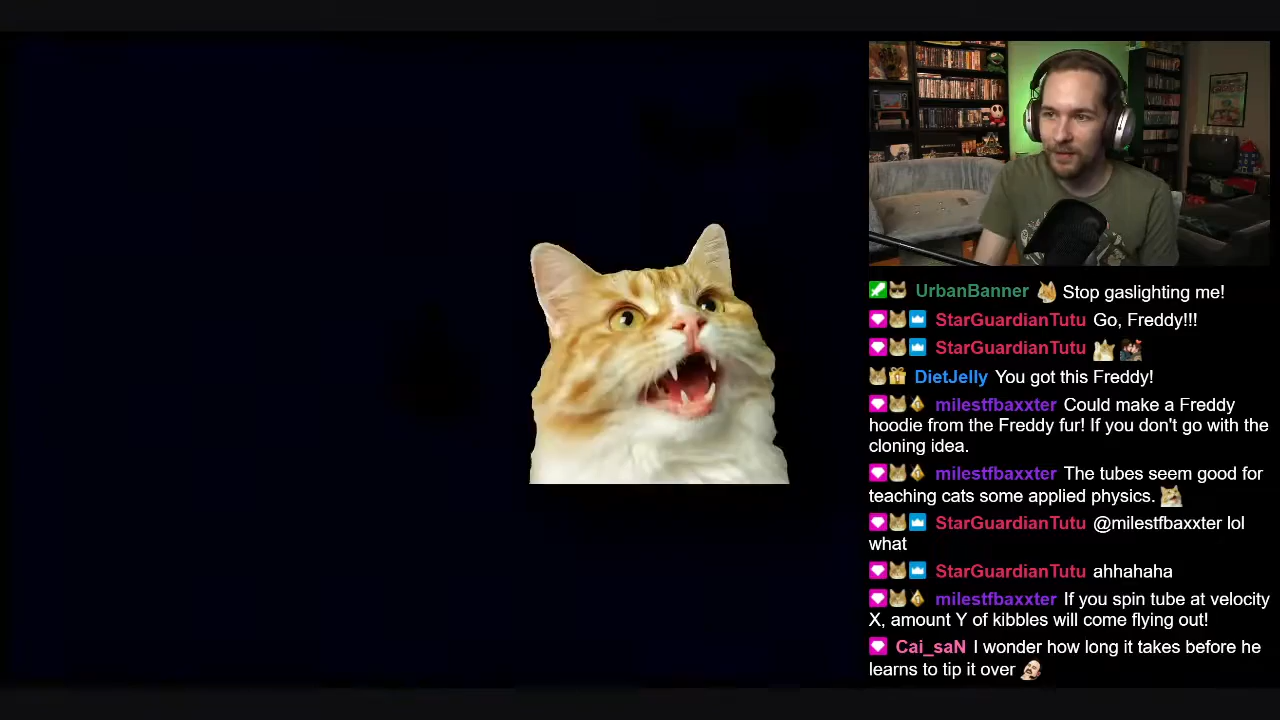 UrbanBanner Stop gaslighting me!
StarGuardianTutu Go, Freddy!!!
StarGuardianTutu
DietJelly You got this Freddy!
milestfbaxxter Could make a Freddy
hoodie from the Freddy fur! If you don't go with the
cloning idea.
milestfbaxxter The tubes seem good for
teaching cats some applied physics.
StarGuardianTutu @milestfbaxxter lol
what
StarGuardianTutu ahhahaha
milestfbaxxter If you spin tube at velocity
X, amount Y of kibbles will come flying out!
Cai_saN I wonder how long it takes before he
learns to tip it over